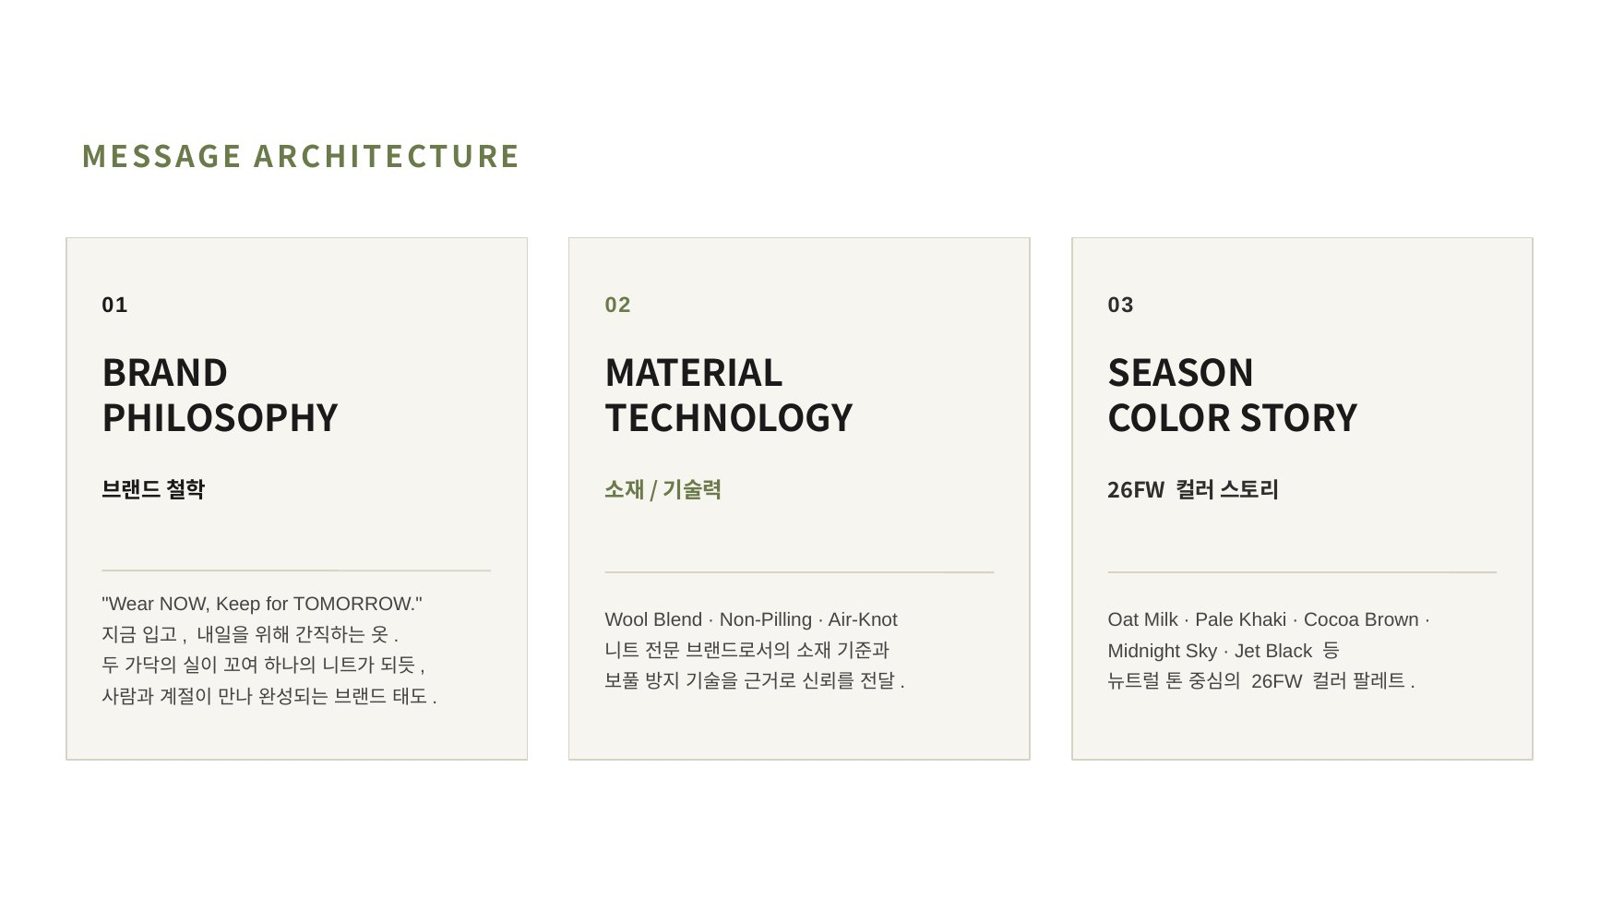 MESSAGE ARCHITECTURE
01
BRAND
PHILOSOPHY
브랜드 철학
"Wear NOW, Keep for TOMORROW."
지금 입고 , 내일을 위해 간직하는 옷 .
두 가닥의 실이 꼬여 하나의 니트가 되듯 ,
사람과 계절이 만나 완성되는 브랜드 태도 .
02
MATERIAL
TECHNOLOGY
소재 / 기술력
Wool Blend · Non-Pilling · Air-Knot
니트 전문 브랜드로서의 소재 기준과
보풀 방지 기술을 근거로 신뢰를 전달 .
03
SEASON
COLOR STORY
26FW 컬러 스토리
Oat Milk · Pale Khaki · Cocoa Brown ·
Midnight Sky · Jet Black 등
뉴트럴 톤 중심의 26FW 컬러 팔레트 .